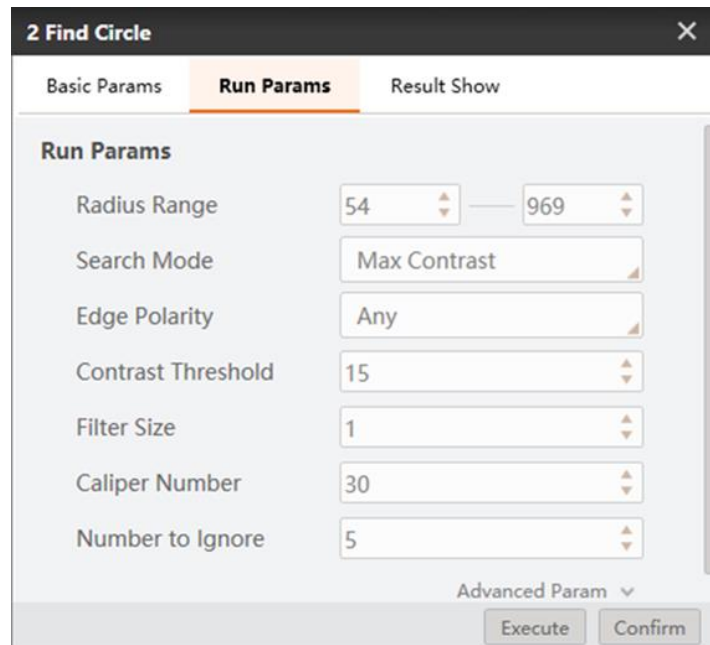 2 Find Circle
Basic Params Run Params Result Show
Run Params
Radius Range 54 969
Search Mode Max Contrast
Edge Polarity Any
Contrast Threshold 15
Filter Size 1
Caliper Number 30
Number to Ignore 5
Advanced Param
Execute Confirm